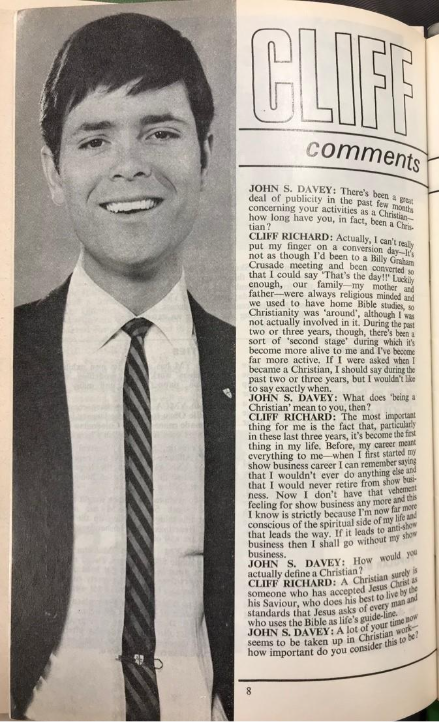 CLIFF
comments
JOHN S. DAVEY: There's been a great
deal of publicity in the past few months
concerning your activities as a Christian—
how long have you, in fact, been a Chris-
tian?
CLIFF RICHARD: Actually, I can't really
put my finger on a conversion day—It's
not as though I'd been to a Billy Graham
Crusade meeting and been converted so
that I could say 'That's the day!!' Luckily
enough, our family—my mother and
father—were always religious minded and
we used to have home Bible studies, so
Christianity was 'around', although I was
not actually involved in it. During the past
two or three years, though, there's been a
sort of 'second stage' during which it's
become more alive to me and I've become
far more active. If I were asked when I
became a Christian, I should say during the
past two or three years, but I wouldn't like
to say exactly when.
JOHN S. DAVEY: What does 'being a
Christian' mean to you, then?
CLIFF RICHARD: The most important
thing for me is the fact that, particularly
in these last three years, it's become the first
thing in my life. Before, my career meant
everything to me—when I first started my
show business career I can remember saying
that I wouldn't ever do anything else and
that I would never retire from show busi-
ness. Now I don't have that vehement
feeling for show business any more and this
I know is strictly because I'm now far more
conscious of the spiritual side of my life and
that leads the way. If it leads to anti-show
business then I shall go without my show
business.
JOHN S. DAVEY: How would you
actually define a Christian?
CLIFF RICHARD: A Christian surely is
someone who has accepted Jesus Christ as
his Saviour, who does his best to live by the
standards that Jesus asks of every man and
who uses the Bible as life's guide-line.
JOHN S. DAVEY: A lot of your time now
seems to be taken up in Christian work—
how important do you consider this to be?
8